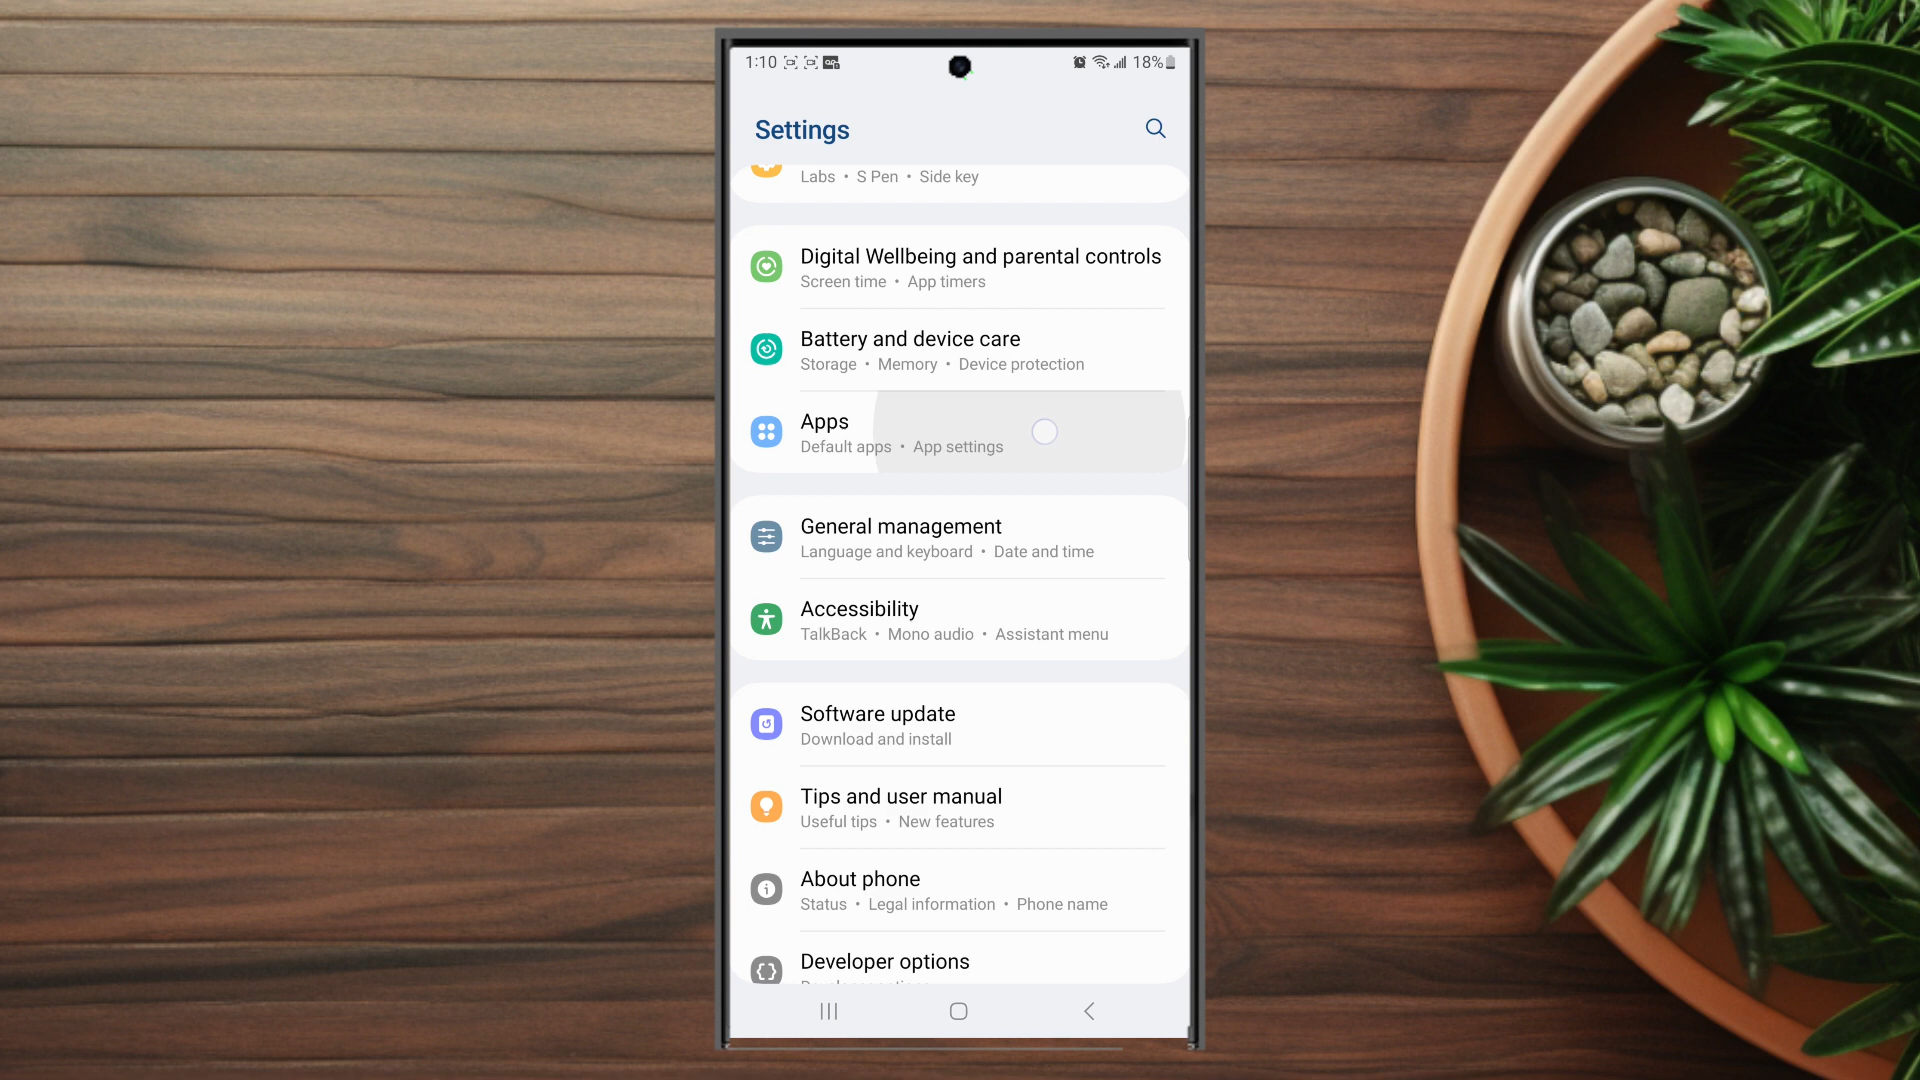 1:10 18%
Settings
Labs • S Pen • Side key
Digital Wellbeing and parental controls
Screen time • App timers
Battery and device care
Storage • Memory • Device protection
Apps
Default apps • App settings
General management
Language and keyboard • Date and time
Accessibility
TalkBack • Mono audio • Assistant menu
Software update
Download and install
Tips and user manual
Useful tips • New features
About phone
Status • Legal information • Phone name
Developer options